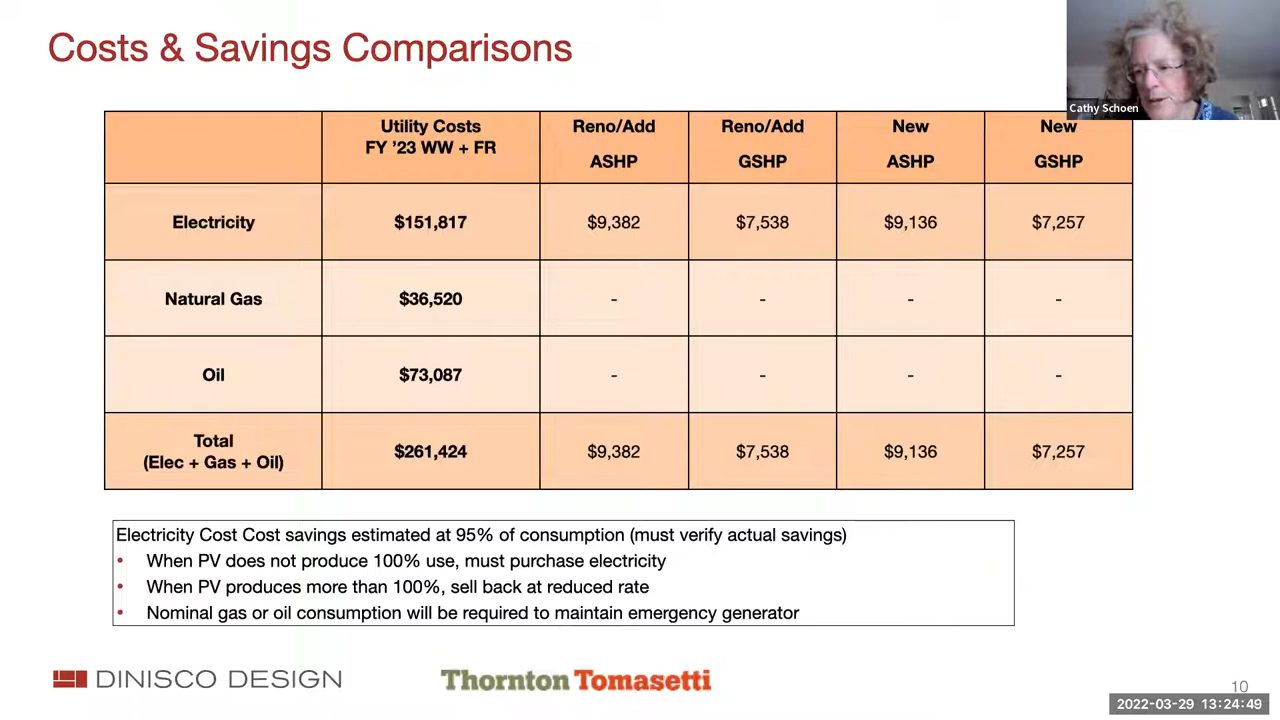 Costs & Savings Comparisons
Cathy Schoen
Utility Costs
FY ’23 WW + FR
Reno/Add
ASHP
Reno/Add
GSHP
New
ASHP
New
GSHP
Electricity $151,817 $9,382 $7,538 $9,136 $7,257
Natural Gas $36,520 - - - -
Oil $73,087 - - - -
Total
(Elec + Gas + Oil) $261,424 $9,382 $7,538 $9,136 $7,257
Electricity Cost Cost savings estimated at 95% of consumption (must verify actual savings)
• When PV does not produce 100% use, must purchase electricity
• When PV produces more than 100%, sell back at reduced rate
• Nominal gas or oil consumption will be required to maintain emergency generator
DINISCO DESIGN
Thornton Tomasetti
10
2022-03-29 13:24:49